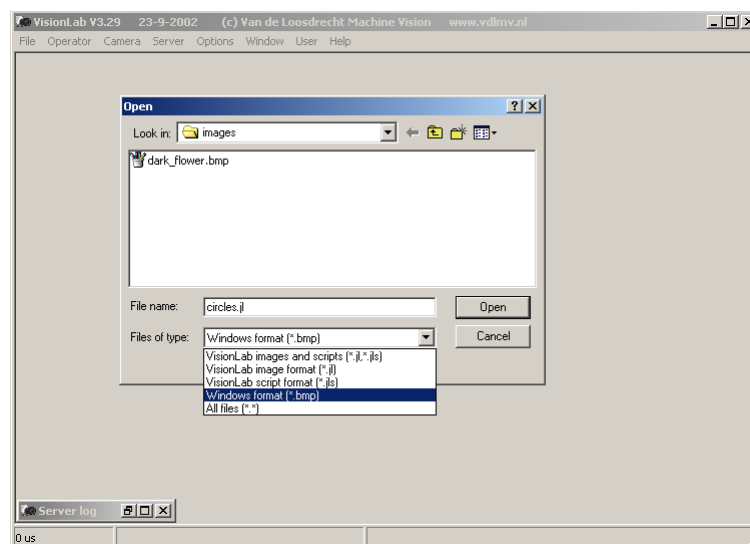 VisionLab V3.29 23-9-2002 (c) Van de Loosdrecht Machine Vision www.vdlmv.nl
File Operator Camera Server Options Window User Help
Open
Look in: images
dark_flower.bmp
File name: circles.jl Open
Files of type: Windows format (*.bmp) Cancel
VisionLab images and scripts (*.jl,*.jls)
VisionLab image format (*.jl)
VisionLab script format (*.jls)
Windows format (*.bmp)
All files (*.*)
Server log
0 us